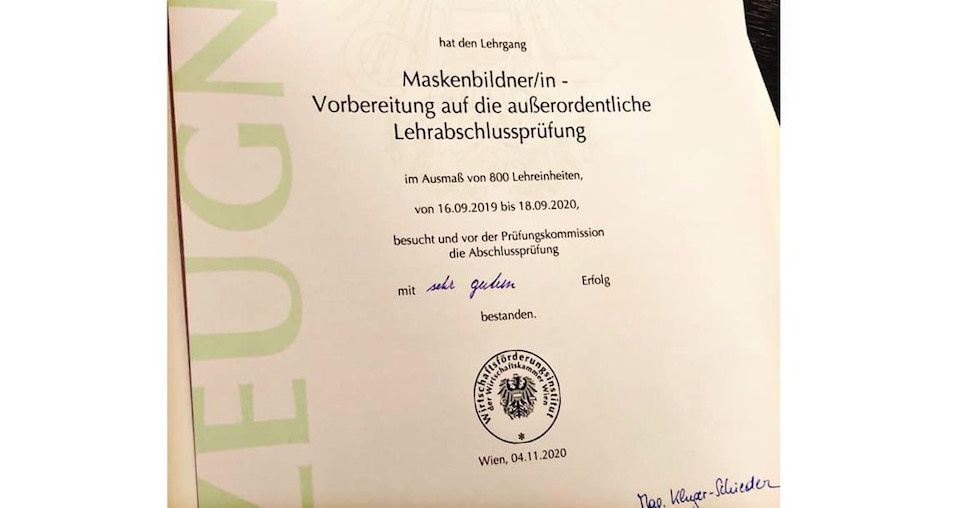 ZEUGN
hat den Lehrgang
Maskenbildner/in -
Vorbereitung auf die außerordentliche
Lehrabschlussprüfung
im Ausmaß von 800 Lehreinheiten,
von 16.09.2019 bis 18.09.2020,
besucht und vor der Prüfungskommission
die Abschlussprüfung
mit sehr gutem Erfolg
bestanden.
Wirtschaftsförderungsinstitut
der Wirtschaftskammer Wien
*
Wien, 04.11.2020
Mag. Kluger-Schieder